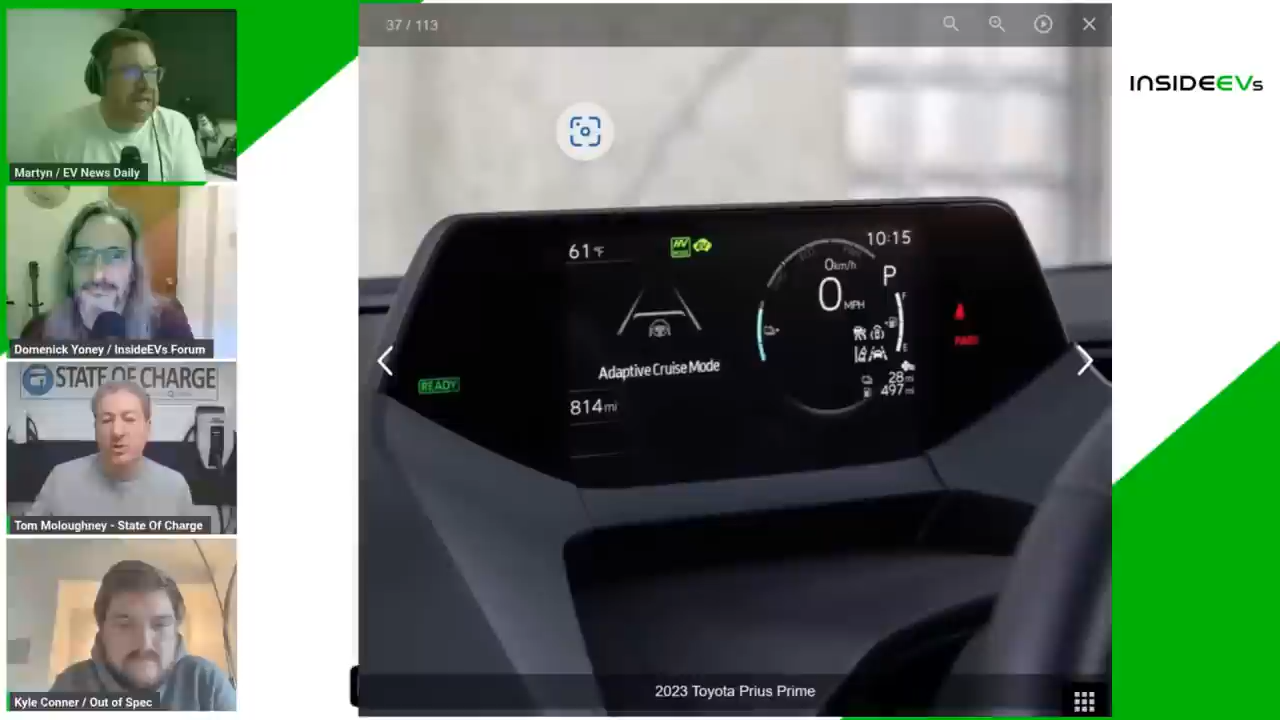 37 / 113
INSIDEEVs
Martyn / EV News Daily
Domenick Yoney / InsideEVs Forum
STATE OF CHARGE
Tom Moloughney - State Of Charge
Kyle Conner / Out of Spec
61°F
10:15
0km/h
P
0 MPH
F
E
Adaptive Cruise Mode
READY
814 mi
28 mi
497 mi
2023 Toyota Prius Prime